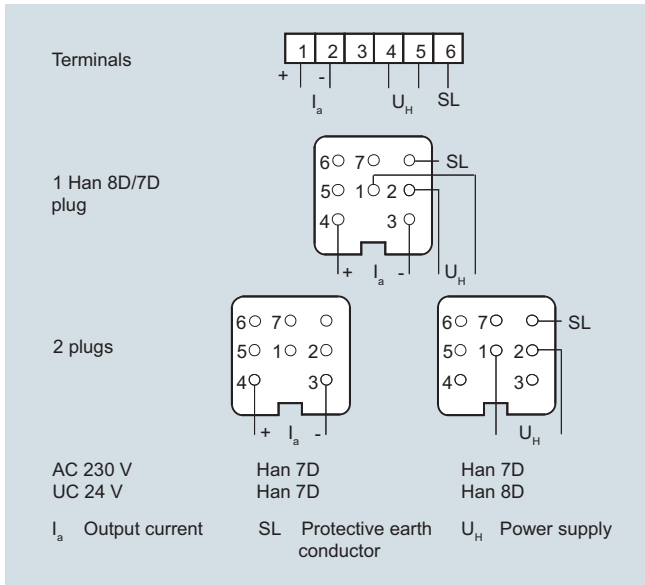 Terminals
1 2 3 4 5 6
+ -
Ia UH SL
1 Han 8D/7D
plug
6 7 SL
5 1 2
4 3
+ Ia - UH
2 plugs
6 7
5 1 2
4 3
+ Ia -
6 7 SL
5 1 2
4 3
UH
AC 230 V Han 7D Han 7D
UC 24 V Han 7D Han 8D
Ia Output current SL Protective earth UH Power supply
conductor